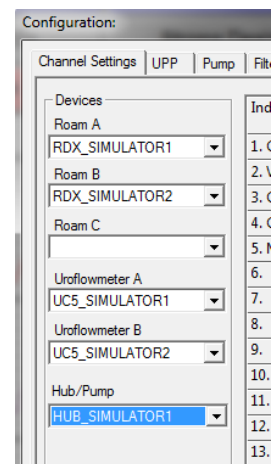 Configuration:
Channel Settings UPP Pump
Devices
Roam A
RDX_SIMULATOR1
Roam B
RDX_SIMULATOR2
Roam C
Uroflowmeter A
UC5_SIMULATOR1
Uroflowmeter B
UC5_SIMULATOR2
Hub/Pump
HUB_SIMULATOR1
1.
2.
3.
4.
5.
6.
7.
8.
9.
10.
11.
12.
13.